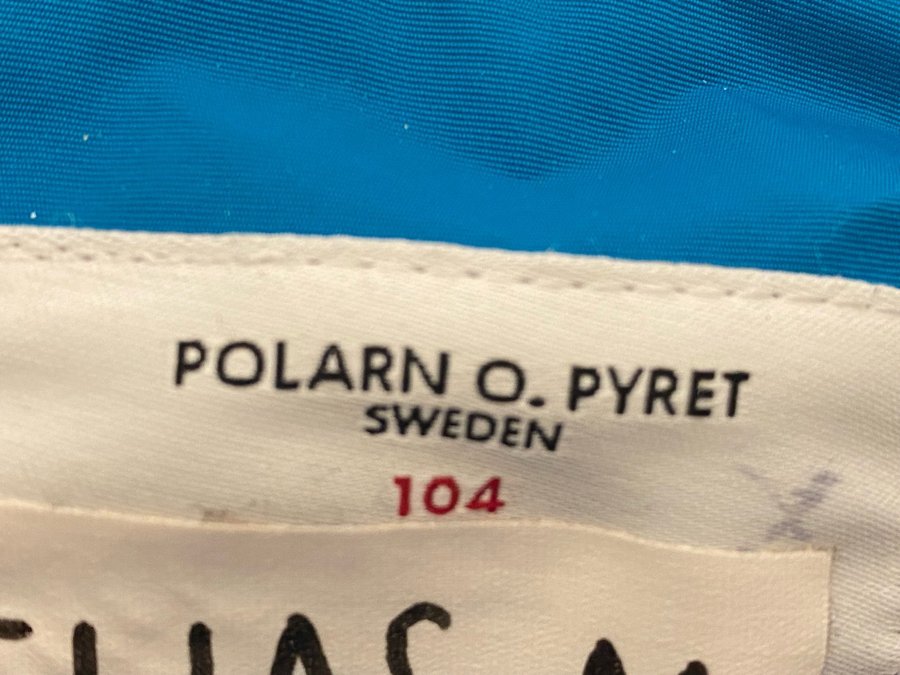 POLARN O. PYRET
SWEDEN
104